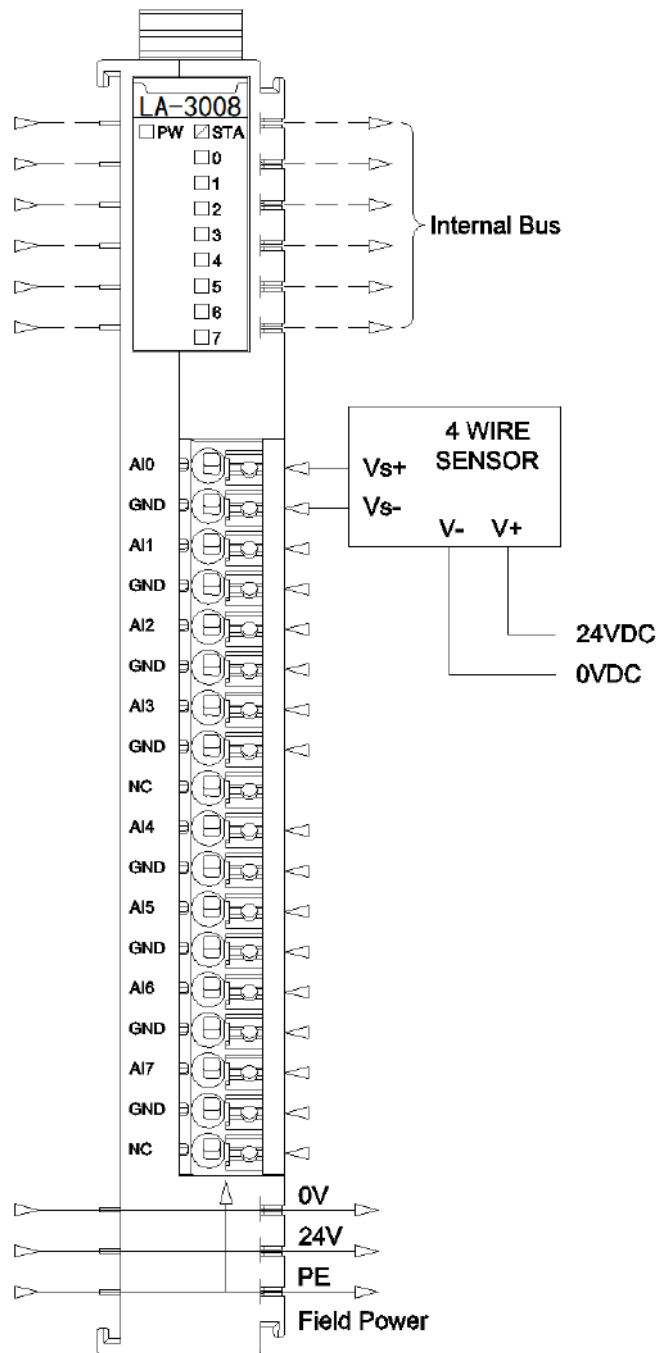 LA-3008
PW STA
0
1
2
3
4
5
6
7
Internal Bus
4 WIRE
SENSOR
Vs+
Vs-
V- V+
24VDC
0VDC
AI0
GND
AI1
GND
AI2
GND
AI3
GND
NC
AI4
GND
AI5
GND
AI6
GND
AI7
GND
NC
0V
24V
PE
Field Power